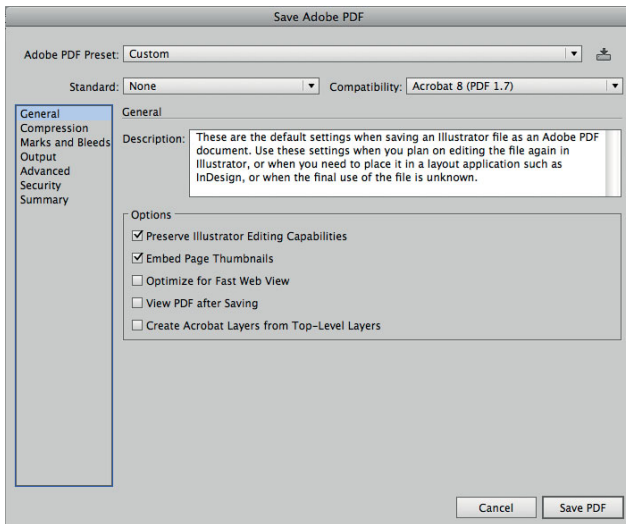 Save Adobe PDF
Adobe PDF Preset: Custom
Standard: None Compatibility: Acrobat 8 (PDF 1.7)
General
Compression
Marks and Bleeds
Output
Advanced
Security
Summary
General
Description: These are the default settings when saving an Illustrator file as an Adobe PDF
document. Use these settings when you plan on editing the file again in
Illustrator, or when you need to place it in a layout application such as
InDesign, or when the final use of the file is unknown.
Options
Preserve Illustrator Editing Capabilities
Embed Page Thumbnails
Optimize for Fast Web View
View PDF after Saving
Create Acrobat Layers from Top-Level Layers
Cancel Save PDF